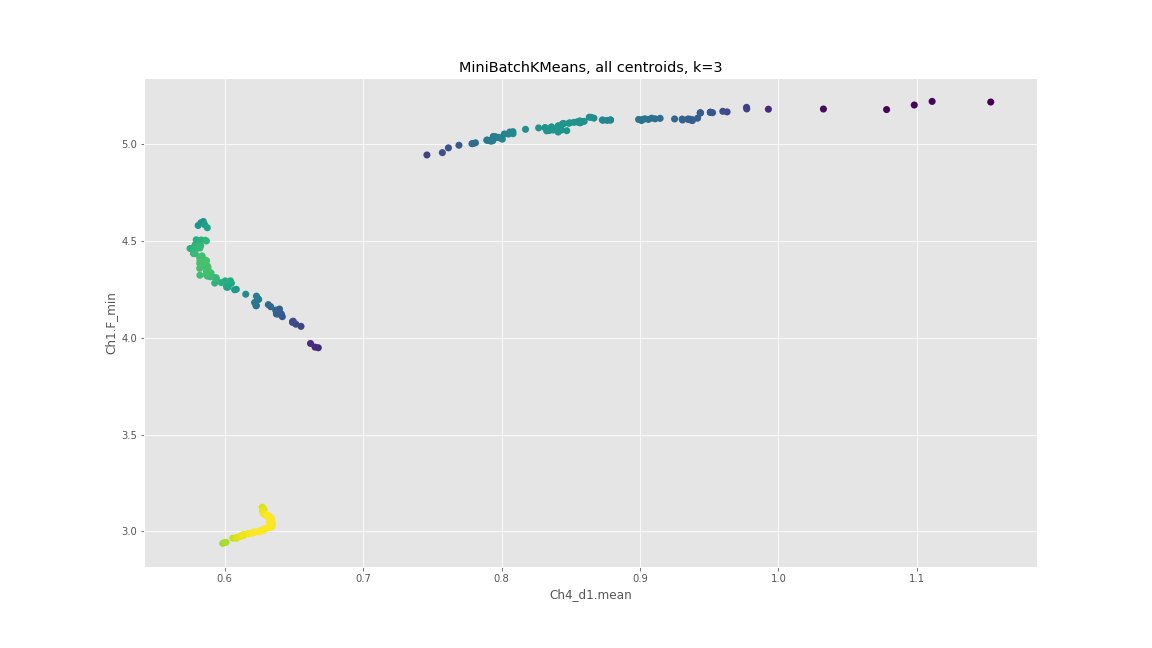 MiniBatchKMeans, all centroids, k=3
Ch1.F_min
5.0
4.5
4.0
3.5
3.0
0.6 0.7 0.8 0.9 1.0 1.1
Ch4_d1.mean